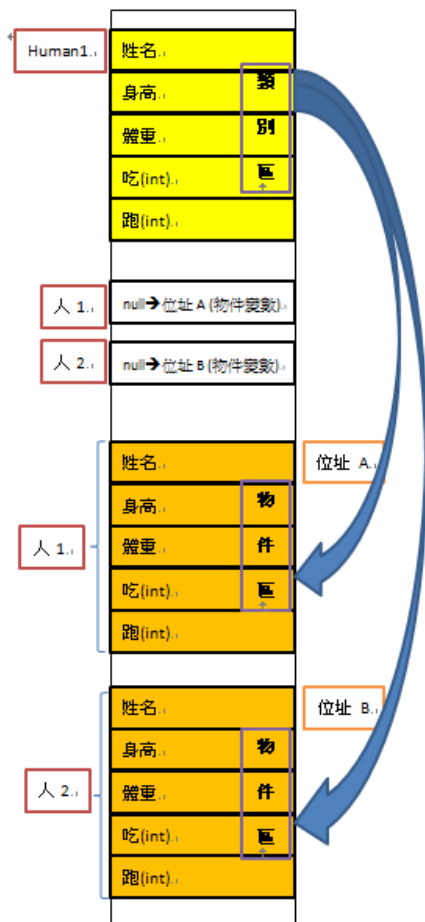 Human1.
姓名.
身高.
體重.
吃(int).
跑(int).
類
別
區
人 1.
null→位址 A (物件變數)
人 2.
null→位址 B (物件變數)
人 1.
姓名.
身高.
體重.
吃(int).
跑(int).
物
件
區
位址 A.
人 2.
姓名.
身高.
體重.
吃(int).
跑(int).
物
件
區
位址 B.